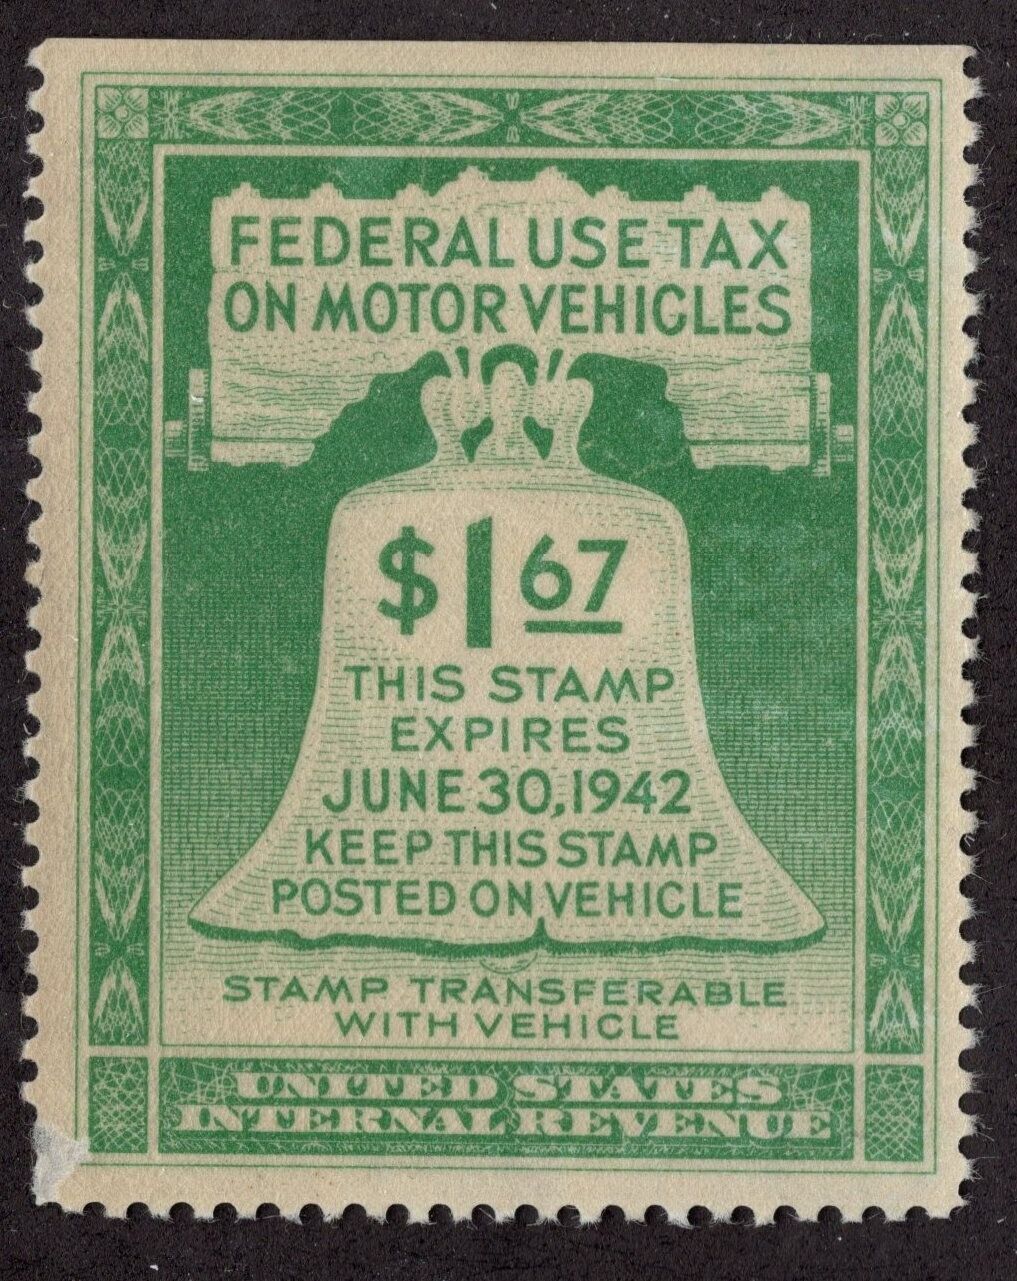 FEDERAL USE TAX
ON MOTOR VEHICLES
$1.67
THIS STAMP
EXPIRES
JUNE 30, 1942
KEEP THIS STAMP
POSTED ON VEHICLE
STAMP TRANSFERABLE
WITH VEHICLE
UNITED STATES
INTERNAL REVENUE